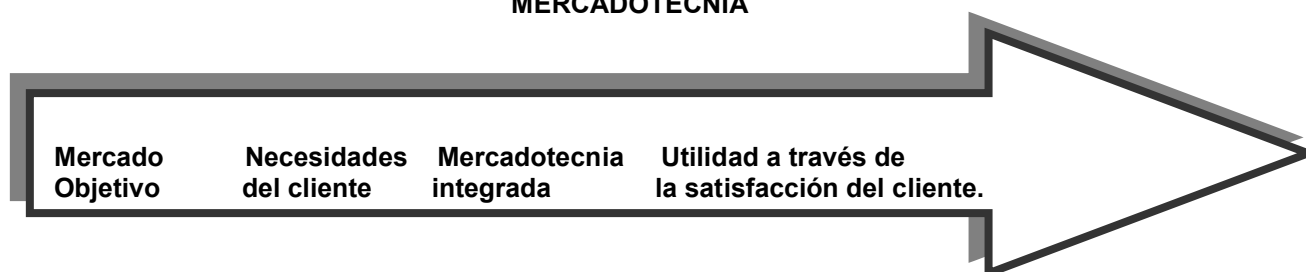 MERCADOTECNIA
Mercado Necesidades Mercadotecnia Utilidad a través de
Objetivo del cliente integrada la satisfacción del cliente.